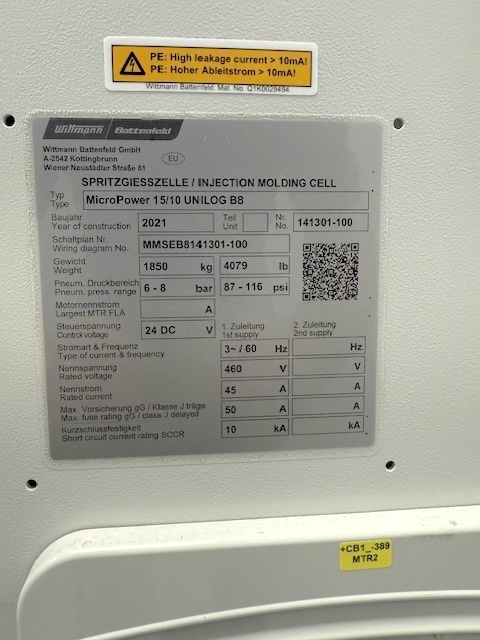 PE: High leakage current > 10mA!
PE: Hoher Ableitstrom > 10mA!
Wittmann Battenfeld: Mat. No. Q1K0029494
Wittmann Battenfeld
Wittmann Battenfeld GmbH
A-2542 Kottingbrunn
Wiener Neustädter Straße 81
EU
SPRITZGIESSZELLE / INJECTION MOLDING CELL
Typ
Type MicroPower 15/10 UNILOG B8
Baujahr Teil Nr.
Year of construction 2021 Unit No. 141301-100
Schaltplan Nr.
Wiring diagram No. MMSEB8141301-100
Gewicht
Weight 1850 kg 4079 lb
Pneum. Druckbereich
Pneum. press. range 6 - 8 bar 87 - 116 psi
Motornennstrom
Largest MTR FLA A
Steuerspannung 1. Zuleitung 2. Zuleitung
Control voltage 24 DC V 1st supply 2nd supply
Stromart & Frequenz
Type of current & frequency 3~ / 60 Hz Hz
Nennspannung
Rated voltage 460 V V
Nennstrom
Rated current 45 A A
Max. Vorsicherung gG / Klasse J träge
Max. fuse rating gG / class J delayed 50 A A
Kurzschlussfestigkeit
Short circuit current rating SCCR 10 kA kA
+CB1_-389
MTR2